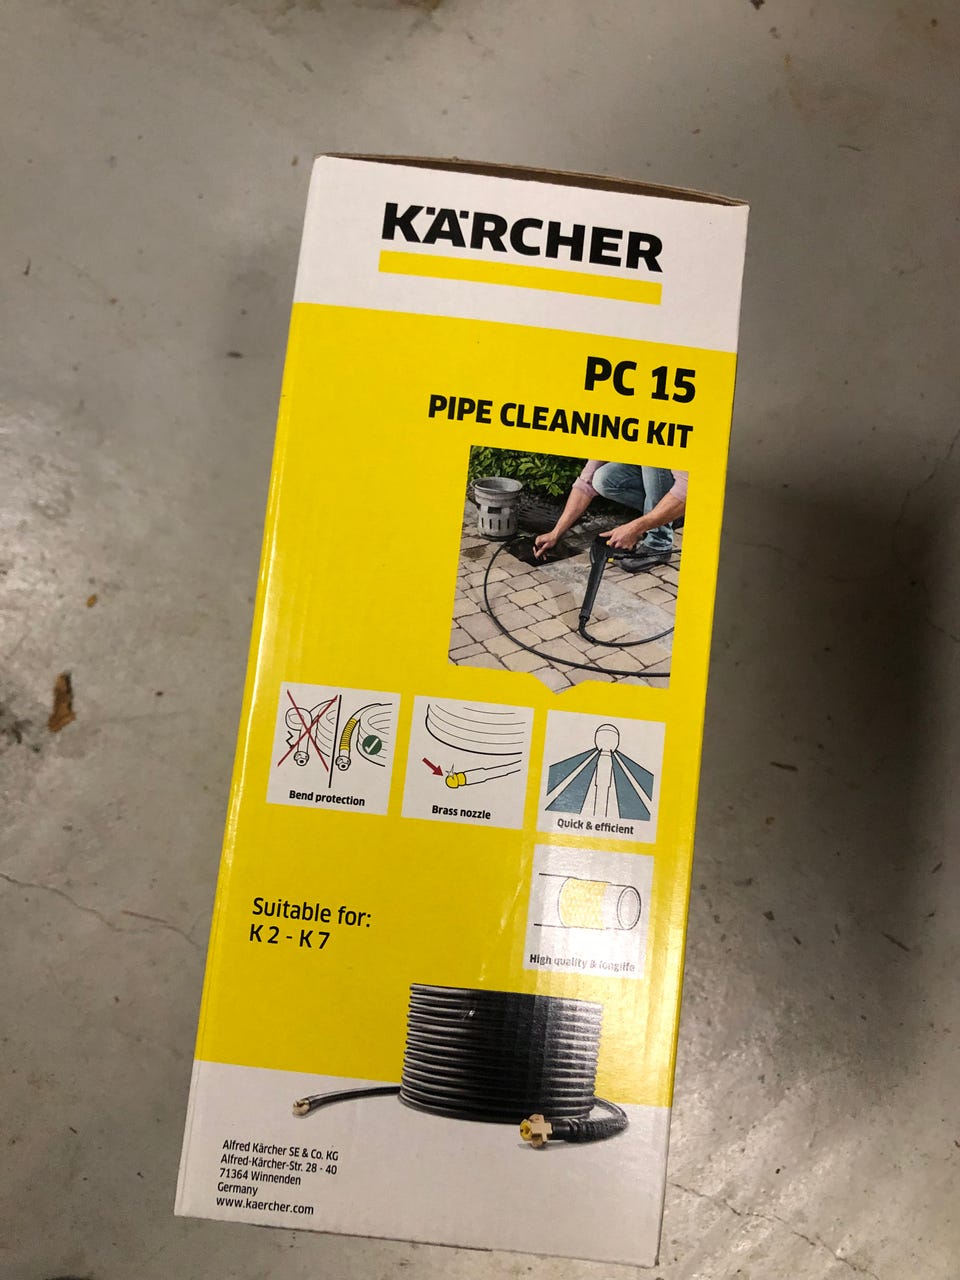 KÄRCHER
PC 15
PIPE CLEANING KIT
Bend protection
Brass nozzle
Quick & efficient
High quality & longlife
Suitable for:
K 2 - K 7
Alfred Kärcher SE & Co. KG
Alfred-Kärcher-Str. 28 - 40
71364 Winnenden
Germany
www.kaercher.com